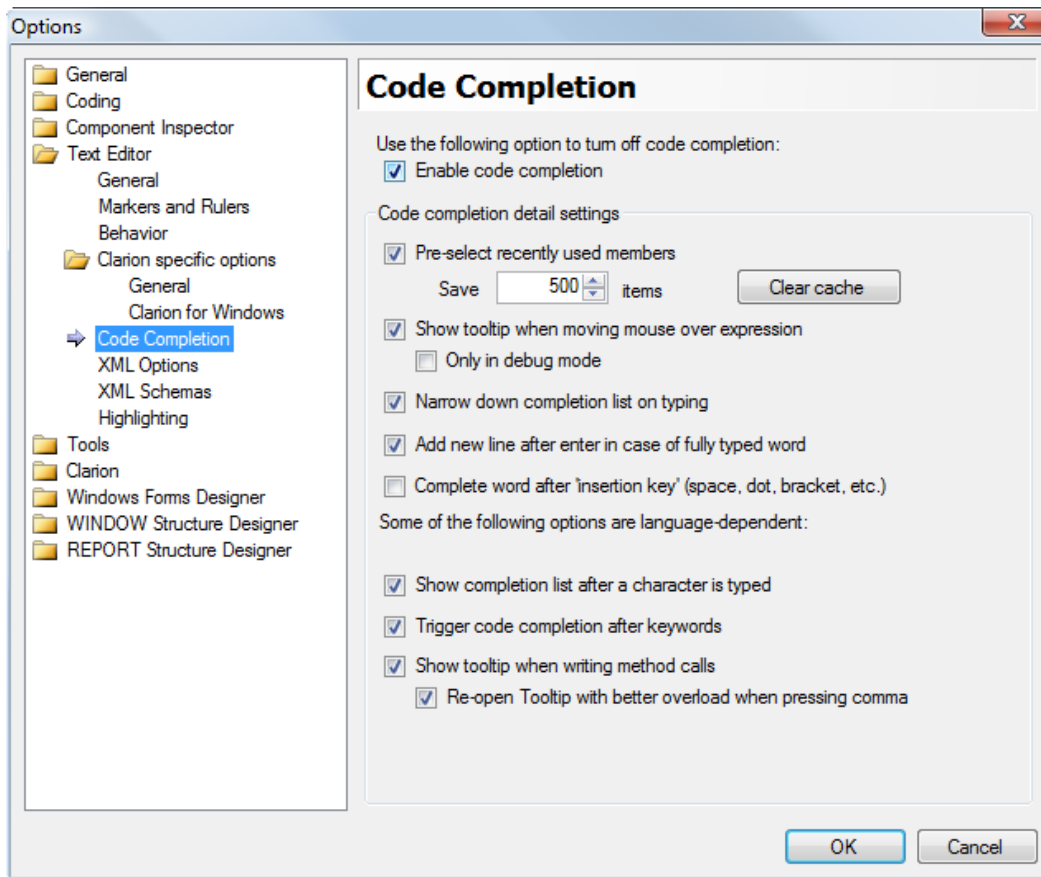 Options
General
Coding
Component Inspector
Text Editor
General
Markers and Rulers
Behavior
Clarion specific options
General
Clarion for Windows
Code Completion
XML Options
XML Schemas
Highlighting
Tools
Clarion
Windows Forms Designer
WINDOW Structure Designer
REPORT Structure Designer
Code Completion
Use the following option to turn off code completion:
Enable code completion
Code completion detail settings
Pre-select recently used members
Save 500 items Clear cache
Show tooltip when moving mouse over expression
Only in debug mode
Narrow down completion list on typing
Add new line after enter in case of fully typed word
Complete word after 'insertion key' (space, dot, bracket, etc.)
Some of the following options are language-dependent:
Show completion list after a character is typed
Trigger code completion after keywords
Show tooltip when writing method calls
Re-open Tooltip with better overload when pressing comma
OK Cancel